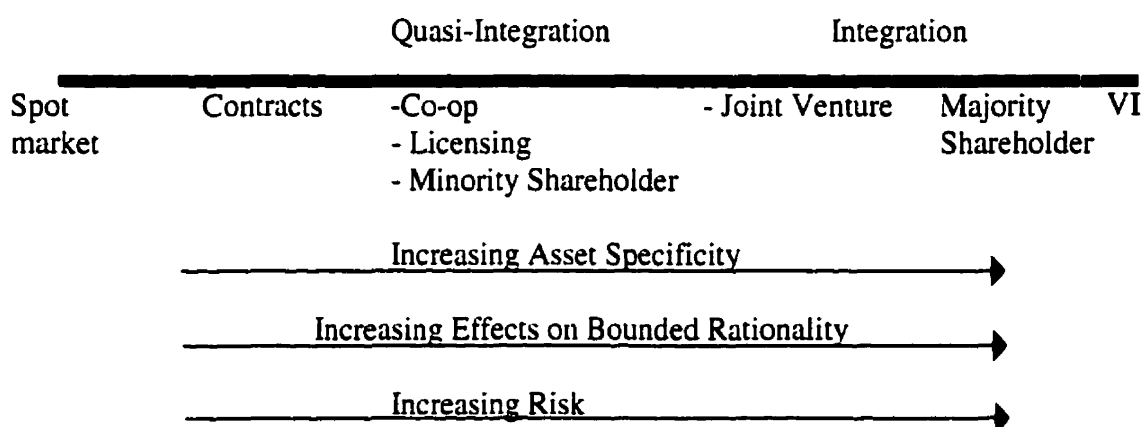 Quasi-Integration Integration
Spot market Contracts -Co-op - Joint Venture Majority Shareholder VI
- Licensing
- Minority Shareholder
Increasing Asset Specificity
Increasing Effects on Bounded Rationality
Increasing Risk